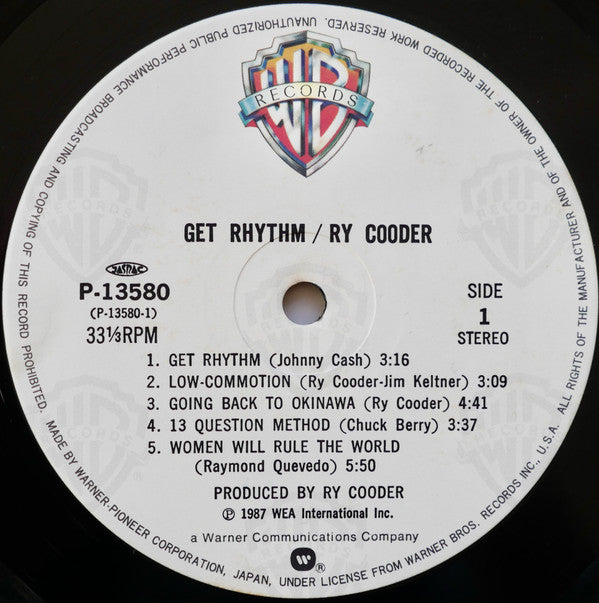 WB
RECORDS
GET RHYTHM / RY COODER
JASRAC
P-13580
(P-13580-1)
33⅓RPM
SIDE
1
STEREO
1. GET RHYTHM (Johnny Cash) 3:16
2. LOW-COMMOTION (Ry Cooder-Jim Keltner) 3:09
3. GOING BACK TO OKINAWA (Ry Cooder) 4:41
4. 13 QUESTION METHOD (Chuck Berry) 3:37
5. WOMEN WILL RULE THE WORLD
(Raymond Quevedo) 5:50
PRODUCED BY RY COODER
℗ 1987 WEA International Inc.
a Warner Communications Company
®
MADE BY WARNER-PIONEER CORPORATION, JAPAN, UNDER LICENSE FROM WARNER BROS. RECORDS INC., U.S.A. ALL RIGHTS OF THE MANUFACTURER AND OF THE OWNER OF THE RECORDED WORK RESERVED. UNAUTHORIZED PUBLIC PERFORMANCE BROADCASTING AND COPYING OF THIS RECORD PROHIBITED.